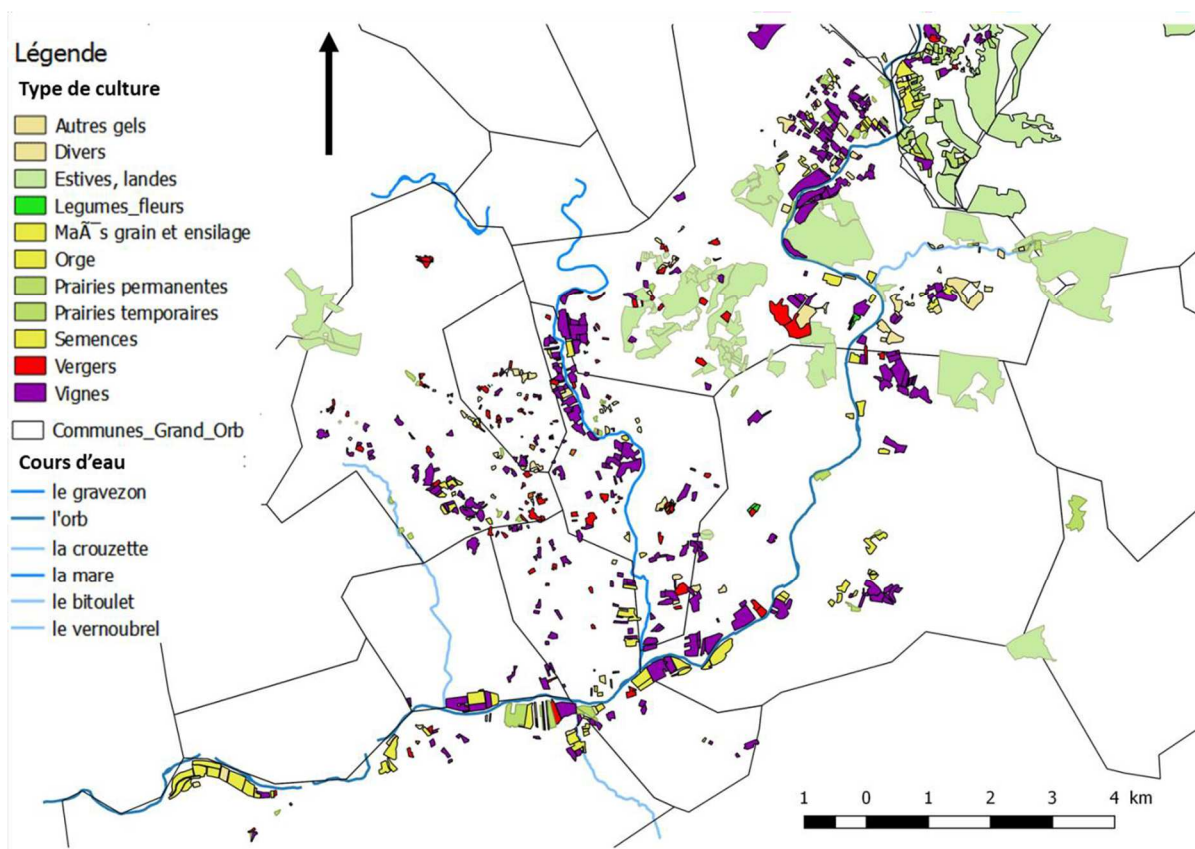 Légende
Type de culture
Autres gels
Divers
Estives, landes
Legumes_fleurs
MaÃ¯s grain et ensilage
Orge
Prairies permanentes
Prairies temporaires
Semences
Vergers
Vignes
Communes_Grand_Orb
Cours d'eau
le gravezon
l'orb
la crouzette
la mare
le bitoulet
le vernoubrel
1 0 1 2 3 4 km